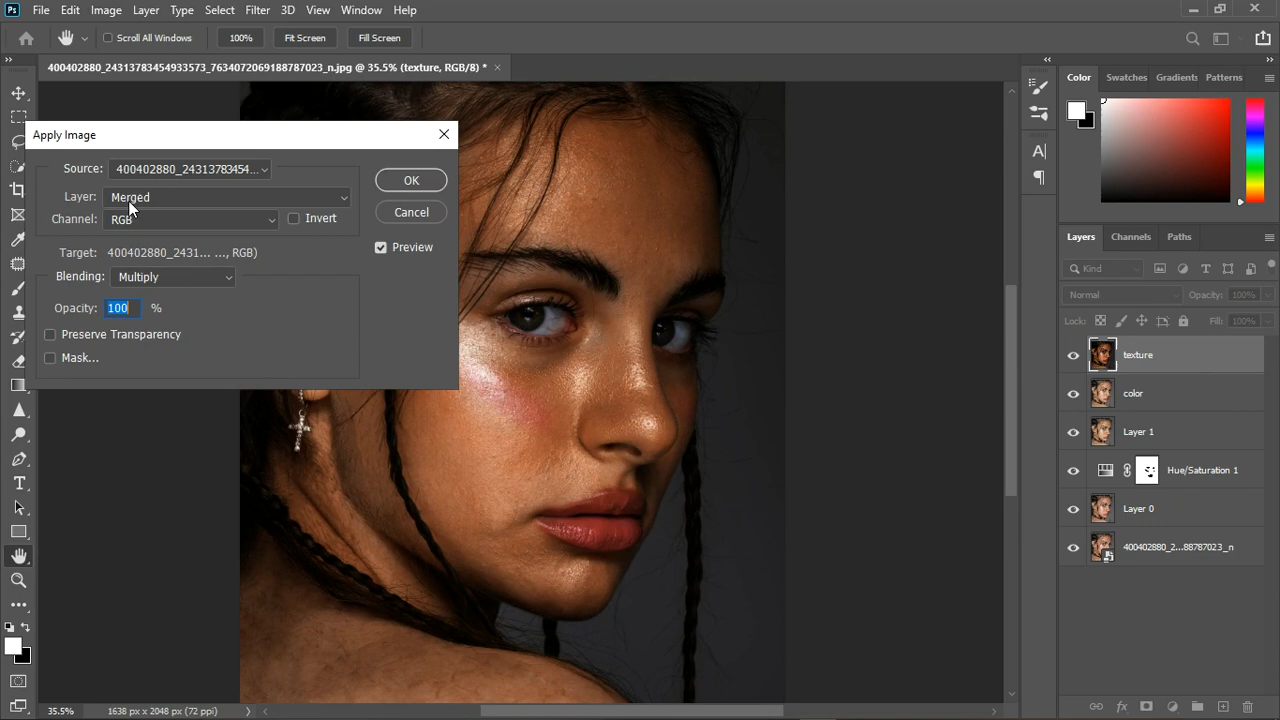 Ps File Edit Image Layer Type Select Filter 3D View Window Help
Scroll All Windows 100% Fit Screen Fill Screen
400402880_24313783454933573_7634072069188787023_n.jpg @ 35.5% (texture, RGB/8) *
Apply Image
Source: 400402880_24313783454...
Layer: Merged
Channel: RGB Invert
Target: 400402880_2431... ..., RGB)
Blending: Multiply
Opacity: 100 %
Preserve Transparency
Mask...
OK
Cancel
Preview
Color Swatches Gradients Patterns
Layers Channels Paths
Kind
Normal Opacity: 100%
Lock: Fill: 100%
texture
color
Layer 1
Hue/Saturation 1
Layer 0
400402880_2...88787023_n
35.5% 1638 px x 2048 px (72 ppi)